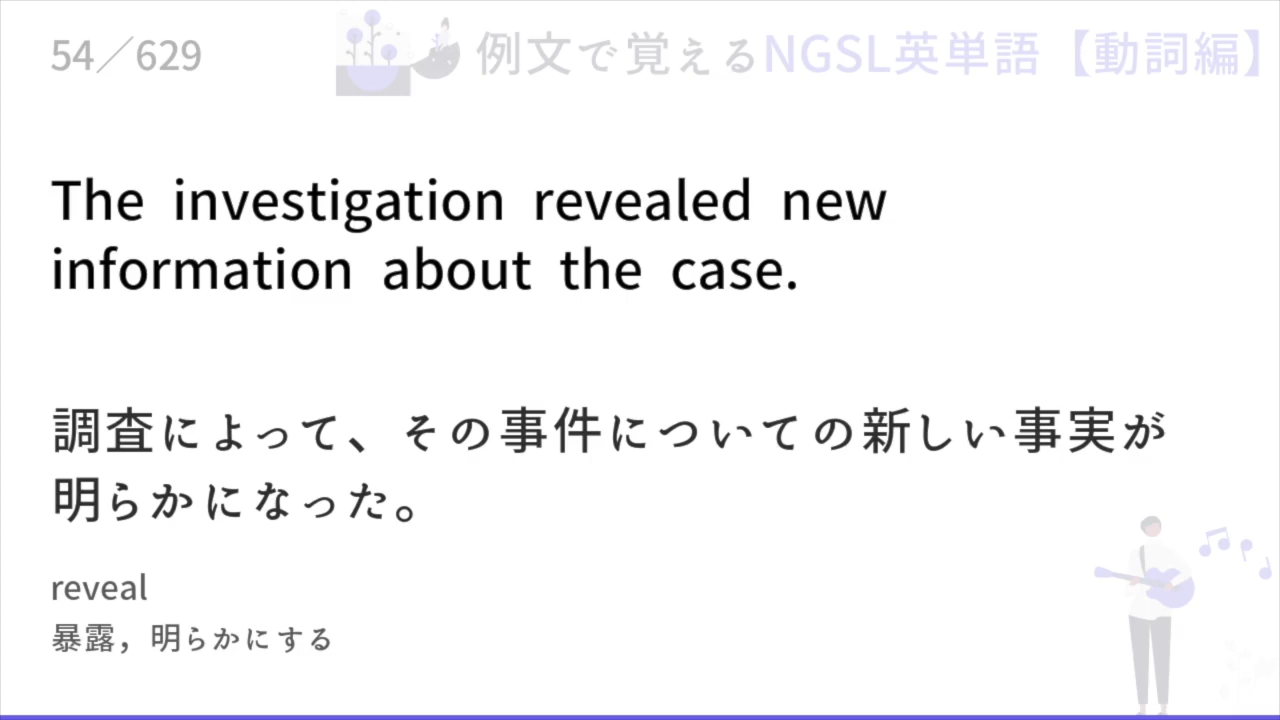 54／629
例文で覚えるNGSL英単語【動詞編】
The investigation revealed new
information about the case.
調査によって、その事件についての新しい事実が
明らかになった。
reveal
暴露，明らかにする